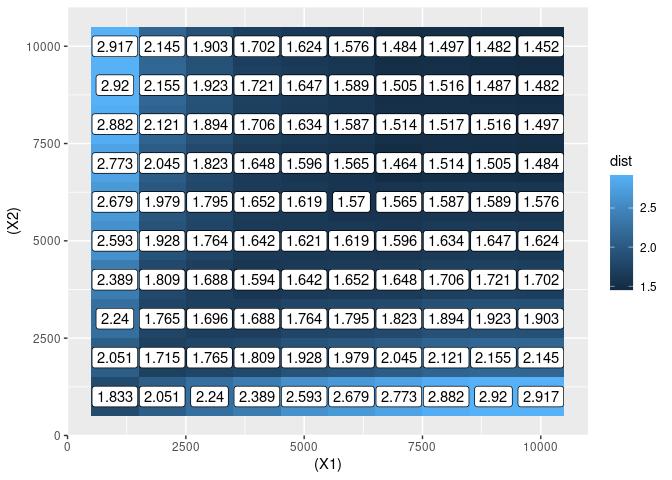 10000 2.917 2.145 1.903 1.702 1.624 1.576 1.484 1.497 1.482 1.452
2.92 2.155 1.923 1.721 1.647 1.589 1.505 1.516 1.487 1.482
2.882 2.121 1.894 1.706 1.634 1.587 1.514 1.517 1.516 1.497
7500 2.773 2.045 1.823 1.648 1.596 1.565 1.464 1.514 1.505 1.484
2.679 1.979 1.795 1.652 1.619 1.57 1.565 1.587 1.589 1.576
5000 2.593 1.928 1.764 1.642 1.621 1.619 1.596 1.634 1.647 1.624
2.389 1.809 1.688 1.594 1.642 1.652 1.648 1.706 1.721 1.702
2.24 1.765 1.696 1.688 1.764 1.795 1.823 1.894 1.923 1.903
2500 2.051 1.715 1.765 1.809 1.928 1.979 2.045 2.121 2.155 2.145
1.833 2.051 2.24 2.389 2.593 2.679 2.773 2.882 2.92 2.917
0
0 2500 5000 7500 10000
(X1)
(X2)
dist
2.5
2.0
1.5